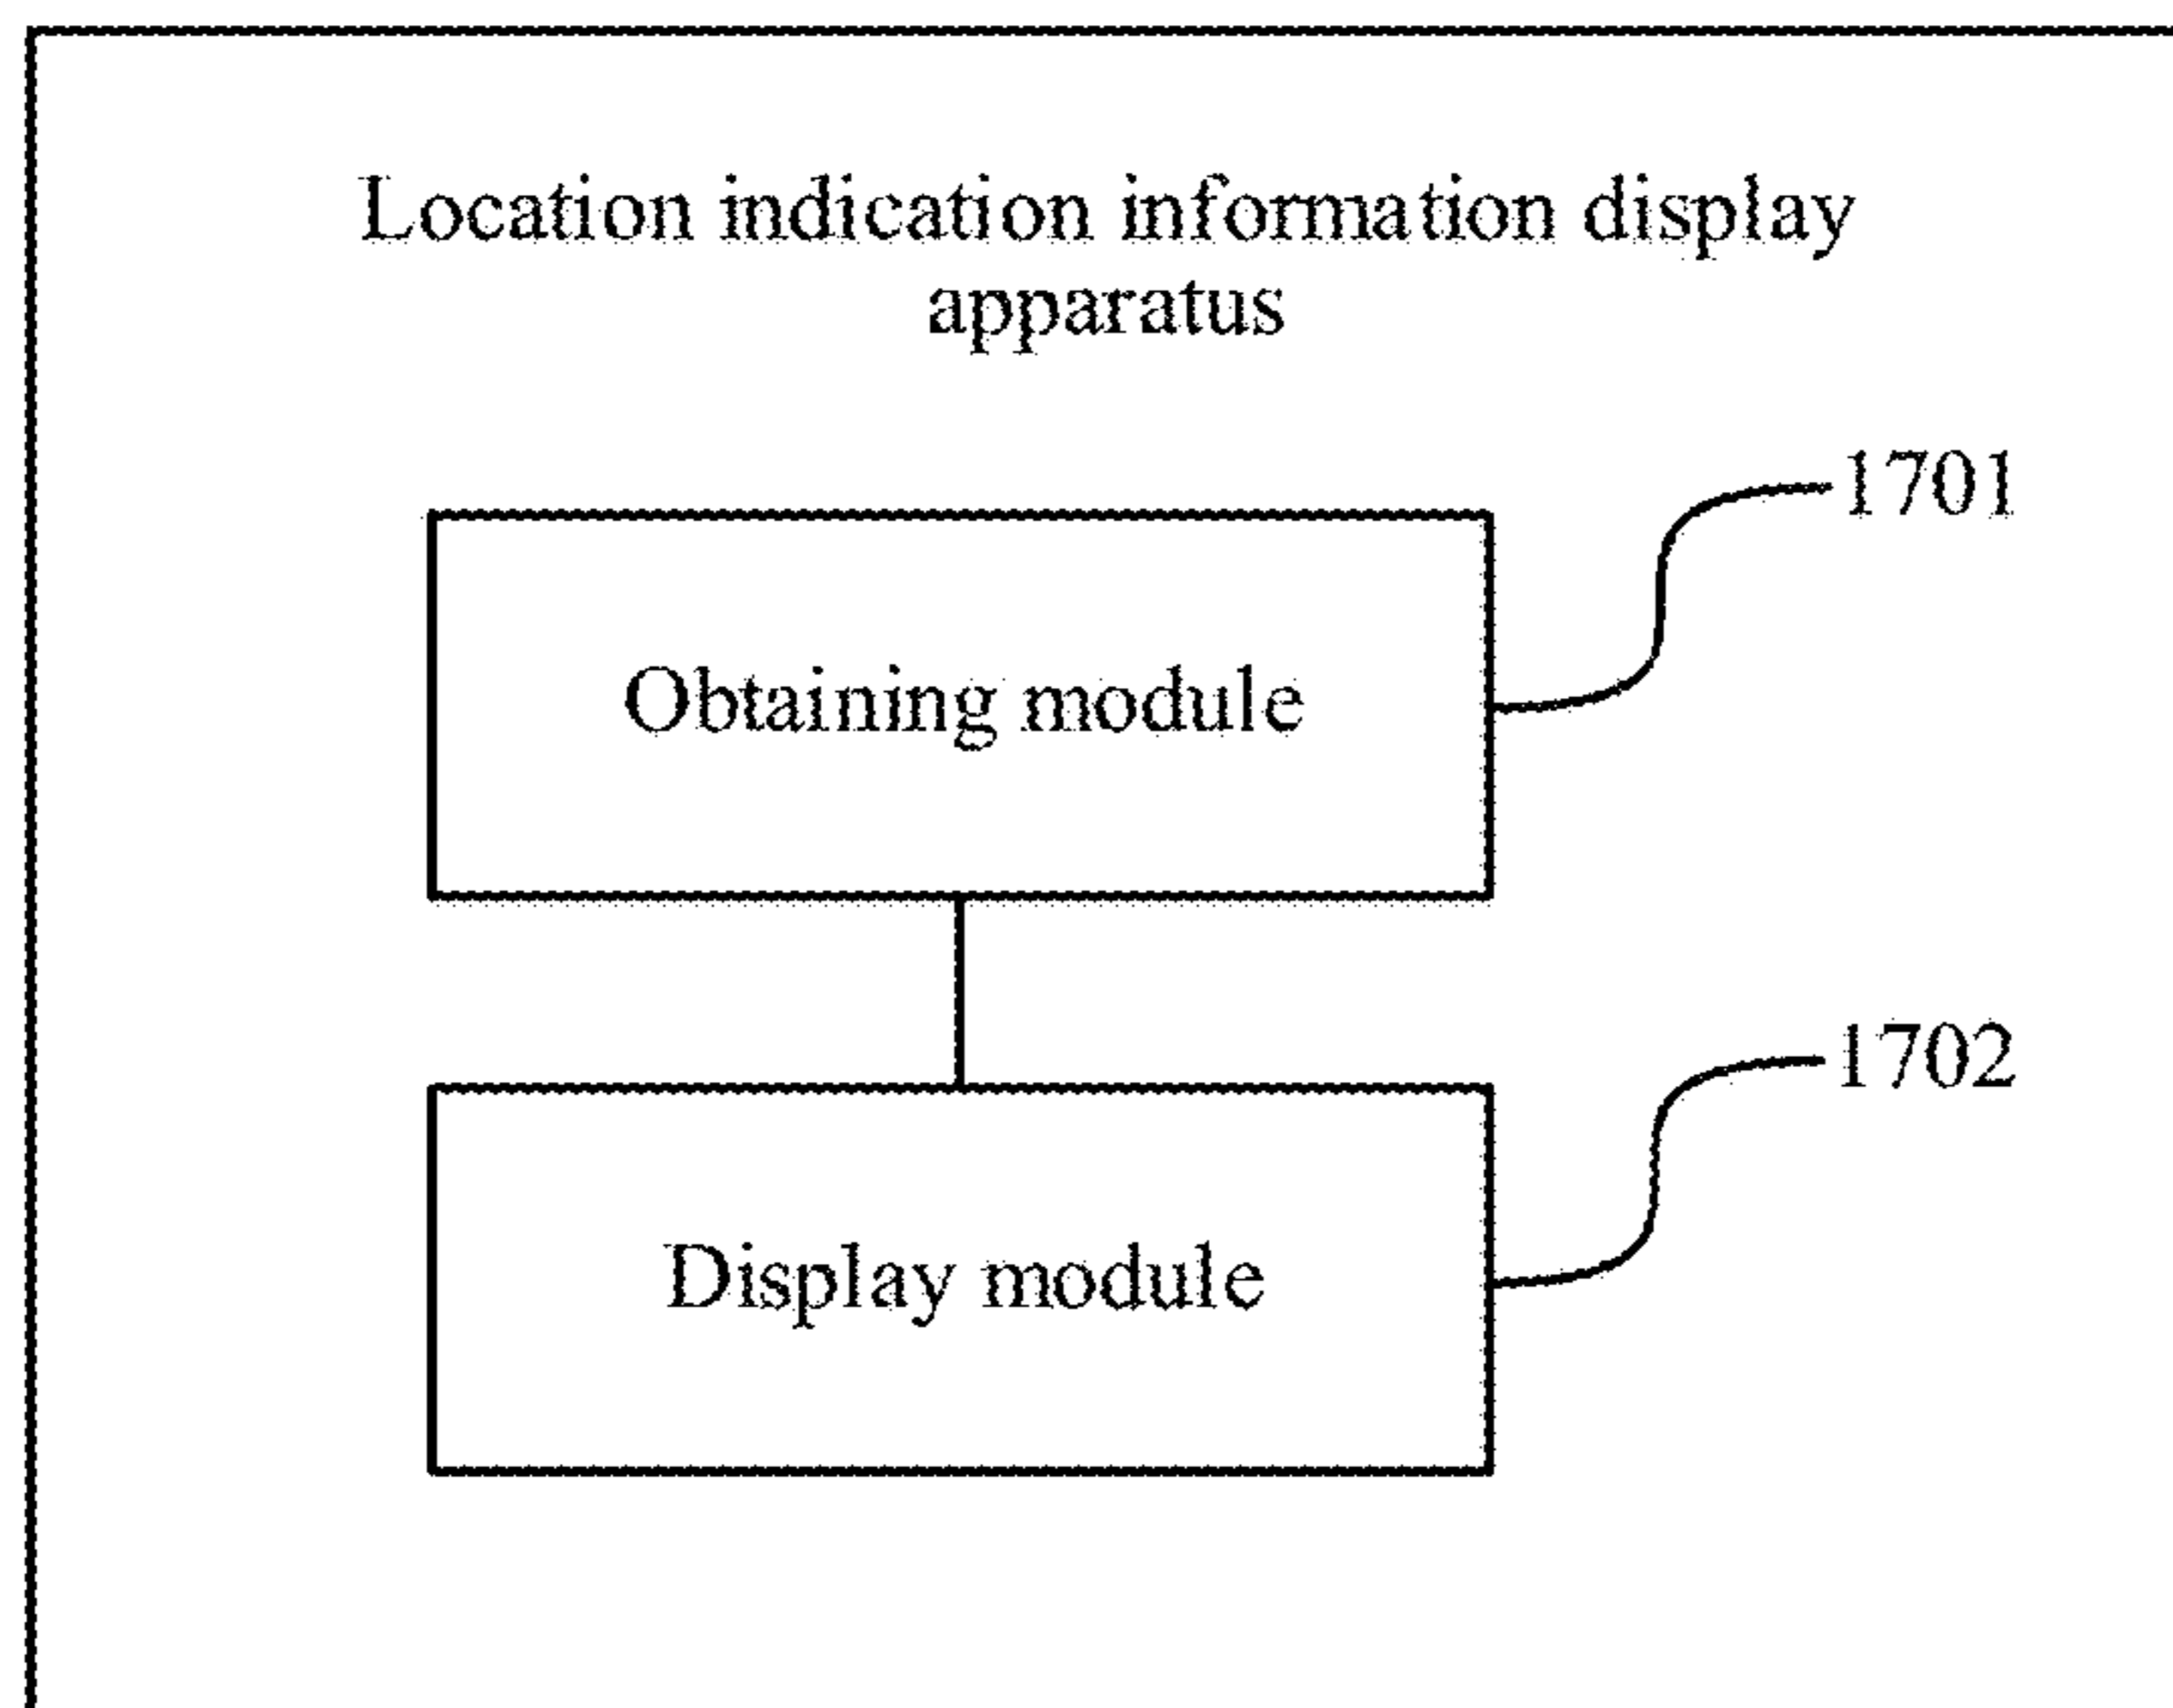 Location indication information display
apparatus
1701
Obtaining module
1702
Display module